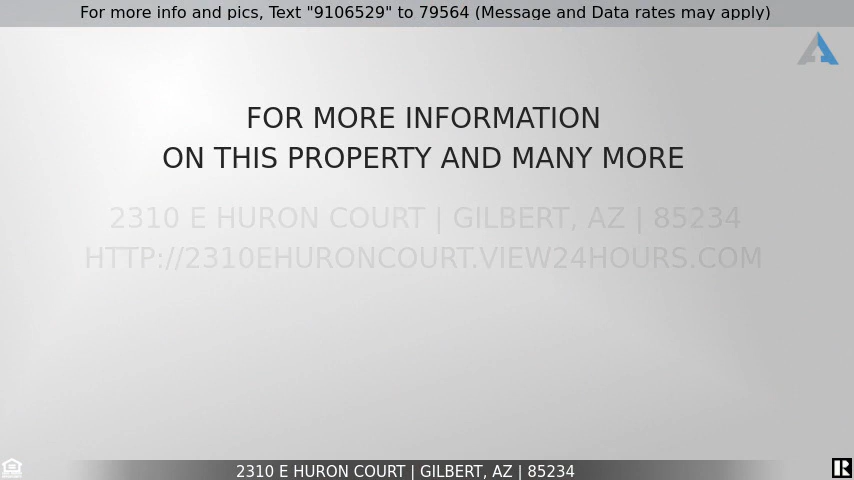 For more info and pics, Text "9106529" to 79564 (Message and Data rates may apply)
FOR MORE INFORMATION
ON THIS PROPERTY AND MANY MORE
2310 E HURON COURT | GILBERT, AZ | 85234
HTTP://2310EHURONCOURT.VIEW24HOURS.COM
2310 E HURON COURT | GILBERT, AZ | 85234